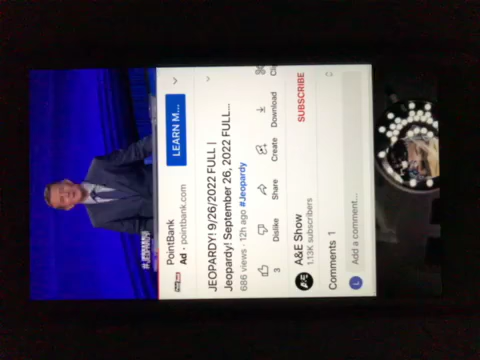 #JEOPARDY
PointBank
Ad · pointbank.com
LEARN M...
JEOPARDY! 9/26/2022 FULL |
Jeopardy! September 26, 2022 FULL...
686 views · 12h ago #Jeopardy
3
Dislike
Share
Create
Download
A&E Show
1.13K subscribers
SUBSCRIBE
Comments 1
L
Add a comment...